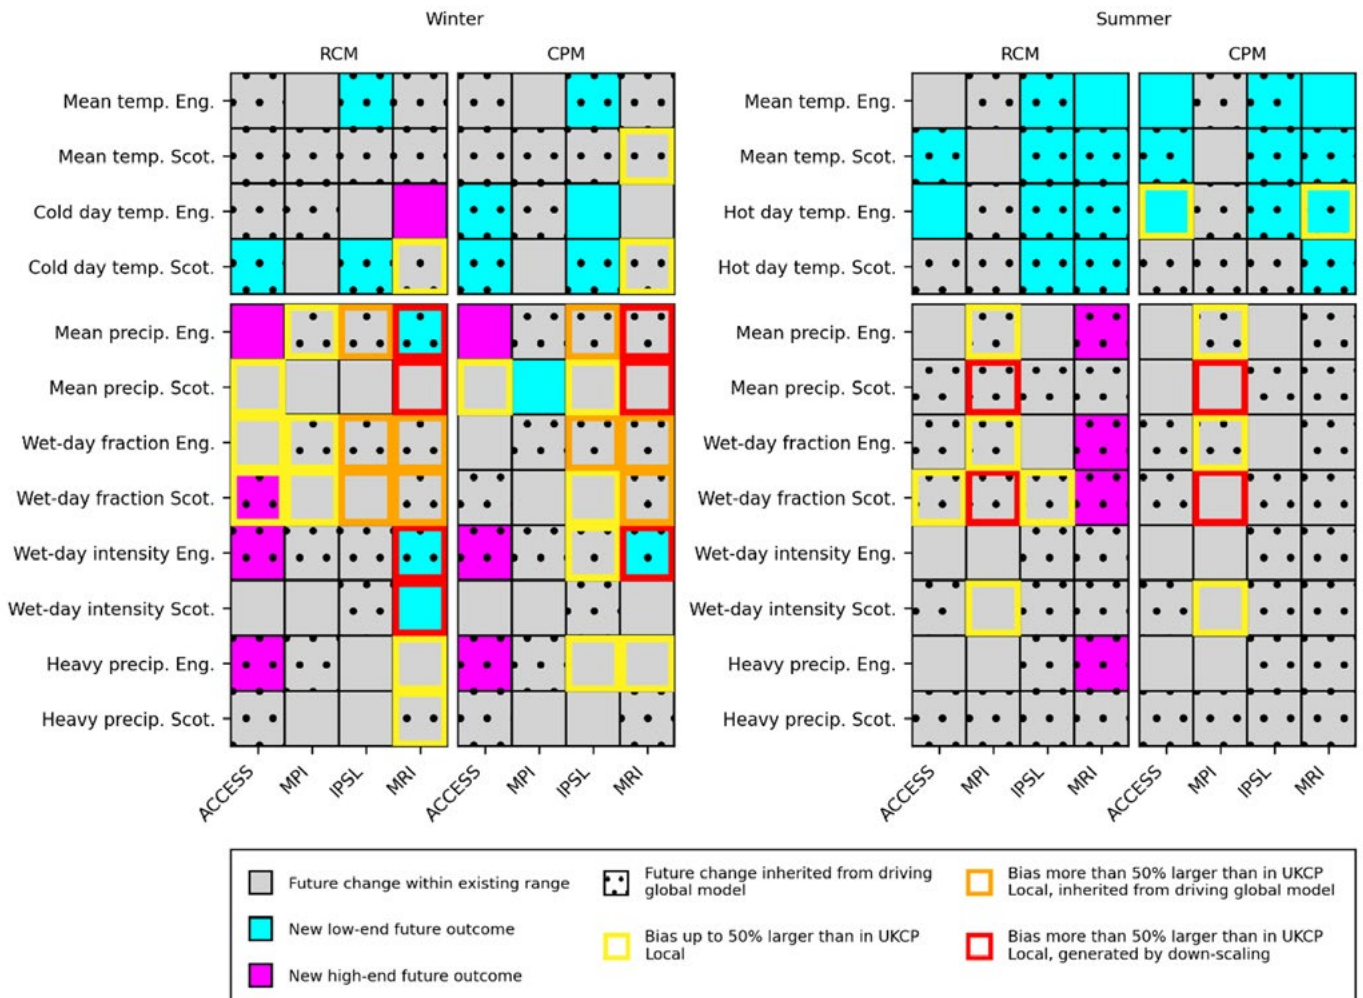 Winter
Summer
RCM
CPM
RCM
CPM
Mean temp. Eng.
Mean temp. Scot.
Cold day temp. Eng.
Cold day temp. Scot.
Mean precip. Eng.
Mean precip. Scot.
Wet-day fraction Eng.
Wet-day fraction Scot.
Wet-day intensity Eng.
Wet-day intensity Scot.
Heavy precip. Eng.
Heavy precip. Scot.
ACCESS
MPI
IPSL
MRI
ACCESS
MPI
IPSL
MRI
Mean temp. Eng.
Mean temp. Scot.
Hot day temp. Eng.
Hot day temp. Scot.
Mean precip. Eng.
Mean precip. Scot.
Wet-day fraction Eng.
Wet-day fraction Scot.
Wet-day intensity Eng.
Wet-day intensity Scot.
Heavy precip. Eng.
Heavy precip. Scot.
ACCESS
MPI
IPSL
MRI
ACCESS
MPI
IPSL
MRI
Future change within existing range
New low-end future outcome
New high-end future outcome
Future change inherited from driving
global model
Bias up to 50% larger than in UKCP
Local
Bias more than 50% larger than in UKCP
Local, inherited from driving global model
Bias more than 50% larger than in UKCP
Local, generated by down-scaling